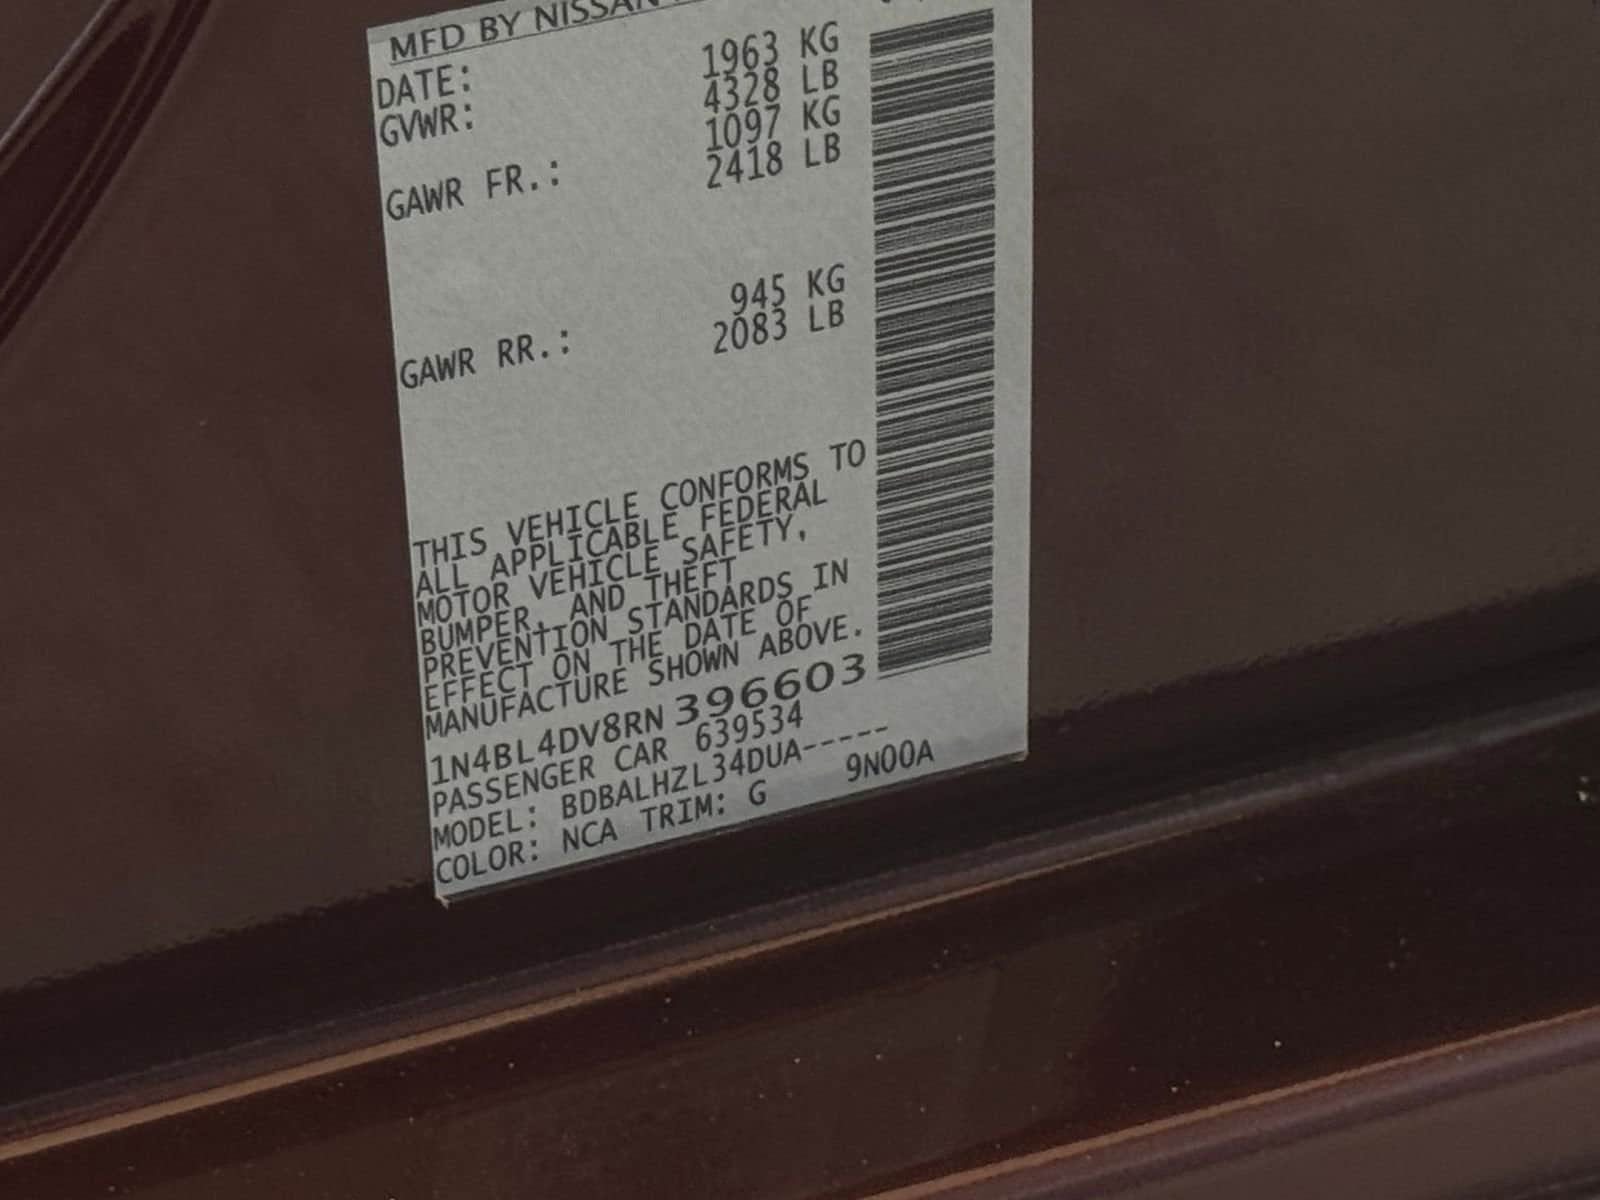 MFD BY NISSAN
DATE:
GVWR: 1963 KG
4328 LB
GAWR FR.: 1097 KG
2418 LB
GAWR RR.: 945 KG
2083 LB
THIS VEHICLE CONFORMS TO
ALL APPLICABLE FEDERAL
MOTOR VEHICLE SAFETY,
BUMPER, AND THEFT
PREVENTION STANDARDS IN
EFFECT ON THE DATE OF
MANUFACTURE SHOWN ABOVE.
1N4BL4DV8RN396603
PASSENGER CAR 639534
MODEL: BDBALHZL34DUA-----
COLOR: NCA TRIM: G 9N00A